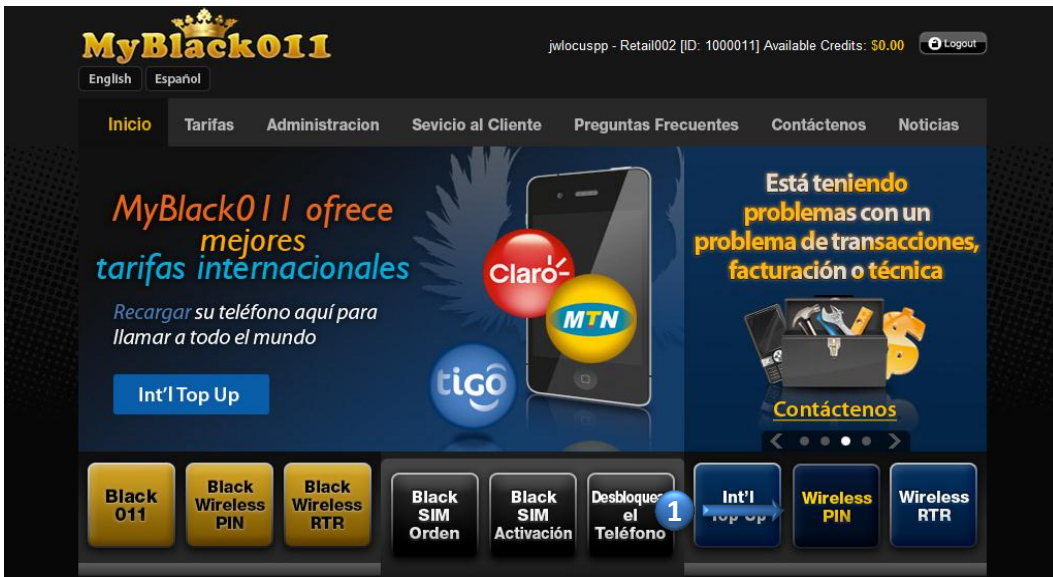 MyBlack011
jwlocuspp - Retail002 [ID: 1000011] Available Credits: $0.00
Logout
English
Español
Inicio
Tarifas
Administracion
Sevicio al Cliente
Preguntas Frecuentes
Contáctenos
Noticias
MyBlack011 ofrece
mejores
tarifas internacionales
Recargar su teléfono aquí para
llamar a todo el mundo
Int'l Top Up
Claro
MTN
tiGO
Está teniendo
problemas con un
problema de transacciones,
facturación o técnica
Contáctenos
Black
011
Black
Wireless
PIN
Black
Wireless
RTR
Black
SIM
Orden
Black
SIM
Activación
el
Teléfono
1
Int'l
Top Up
Wireless
PIN
Wireless
RTR